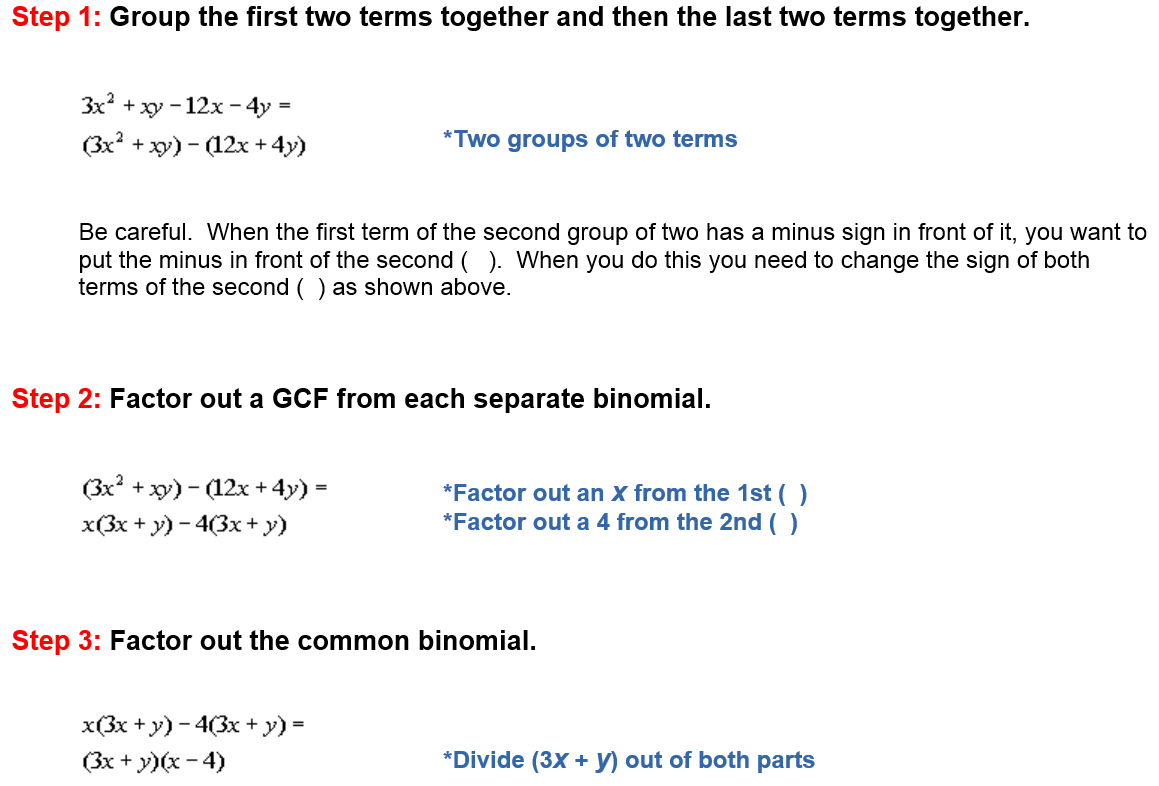 Step 1: Group the first two terms together and then the last two terms together.
3x² + xy − 12x − 4y =
(3x² + xy) − (12x + 4y)
*Two groups of two terms
Be careful.  When the first term of the second group of two has a minus sign in front of it, you want to
put the minus in front of the second (   ).  When you do this you need to change the sign of both
terms of the second (  ) as shown above.
Step 2: Factor out a GCF from each separate binomial.
(3x² + xy) − (12x + 4y) =
*Factor out an x from the 1st (  )
x(3x + y) − 4(3x + y)
*Factor out a 4 from the 2nd (  )
Step 3: Factor out the common binomial.
x(3x + y) − 4(3x + y) =
(3x + y)(x − 4)
*Divide (3x + y) out of both parts